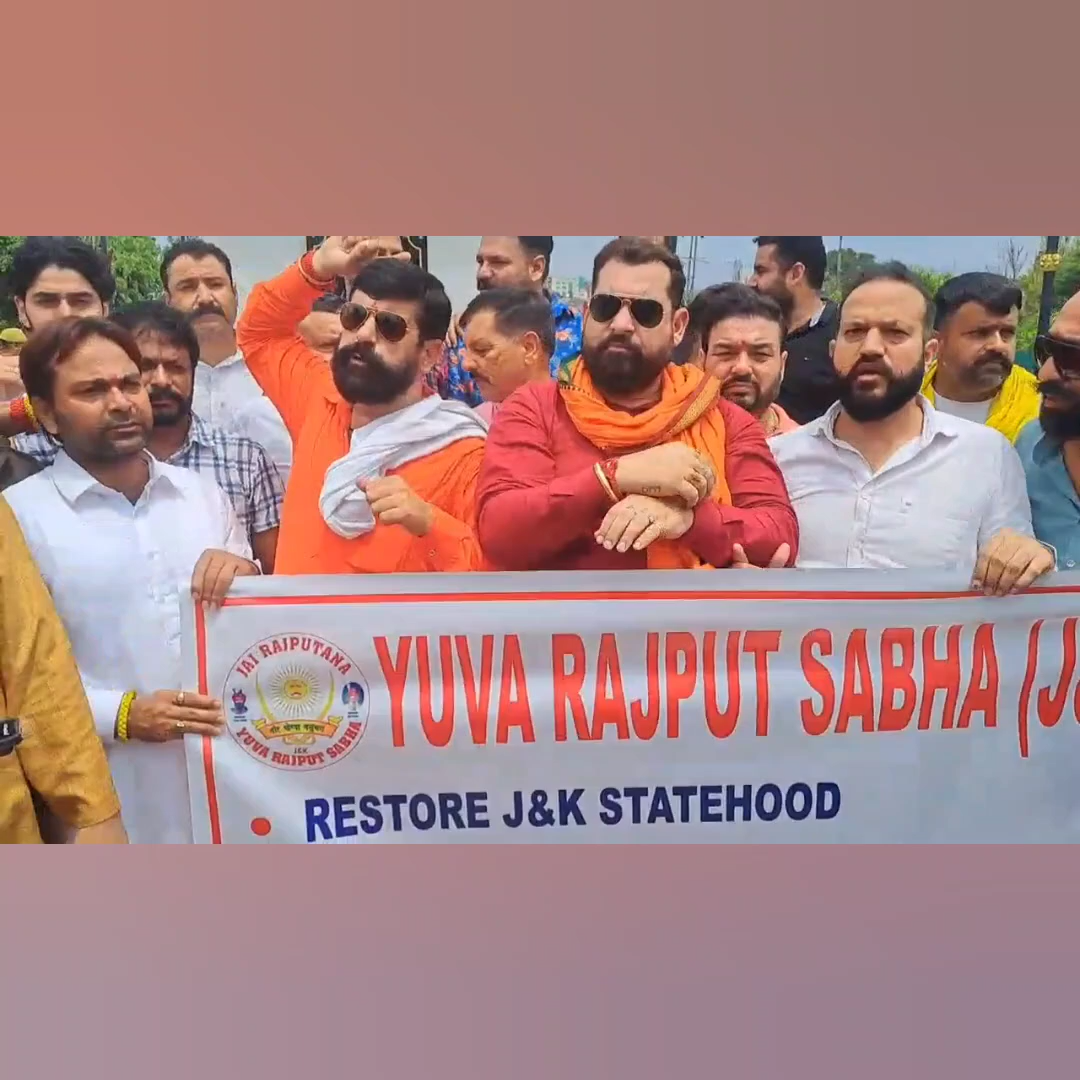 JAI RAJPUTANA
J&K
YUVA RAJPUT SABHA
YUVA RAJPUT SABHA (J&
RESTORE J&K STATEHOOD